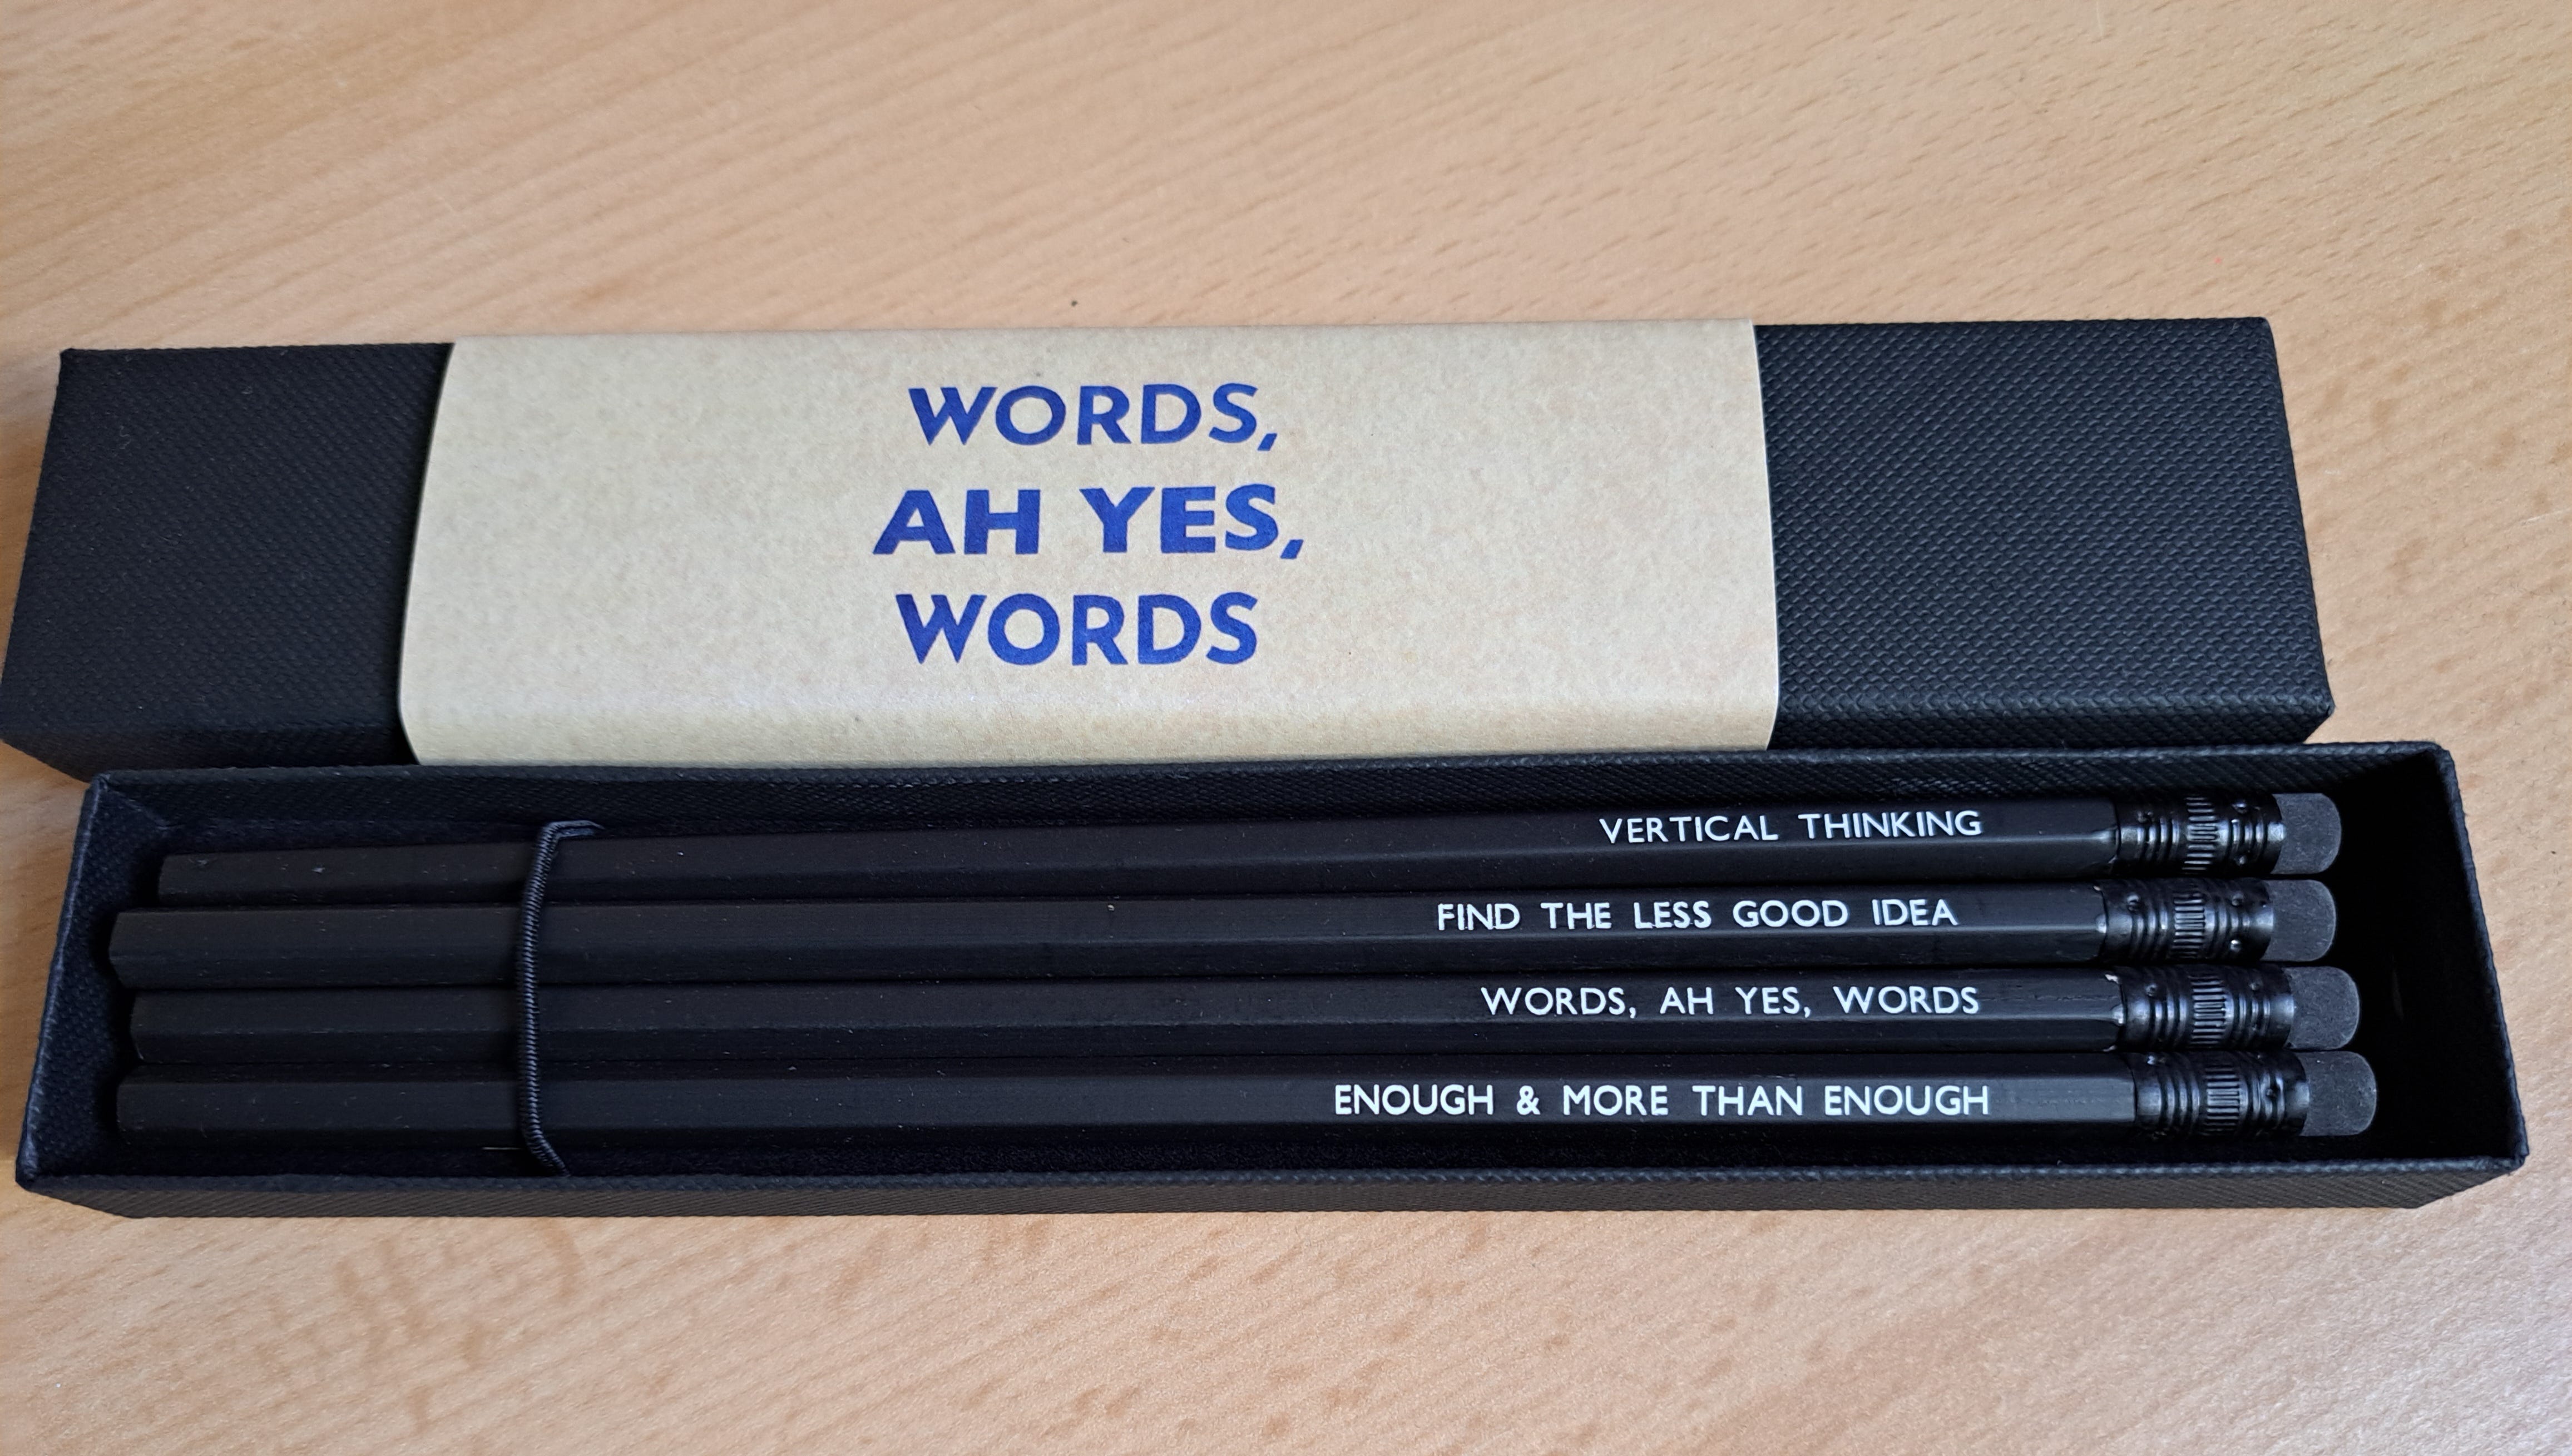 WORDS,
AH YES,
WORDS
VERTICAL THINKING
FIND THE LESS GOOD IDEA
WORDS, AH YES, WORDS
ENOUGH & MORE THAN ENOUGH